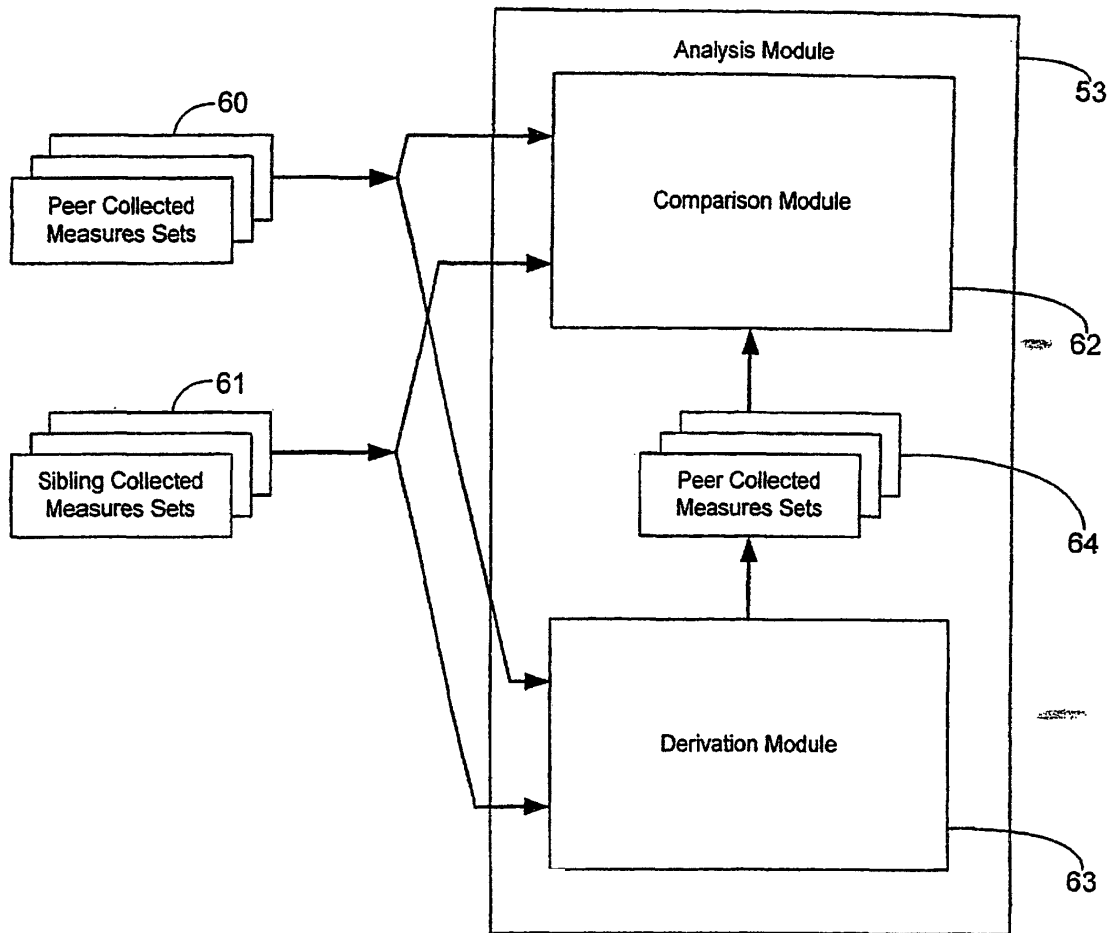 Analysis Module
53
60
Peer Collected
Measures Sets
Comparison Module
62
61
Sibling Collected
Measures Sets
Peer Collected
Measures Sets
64
Derivation Module
63